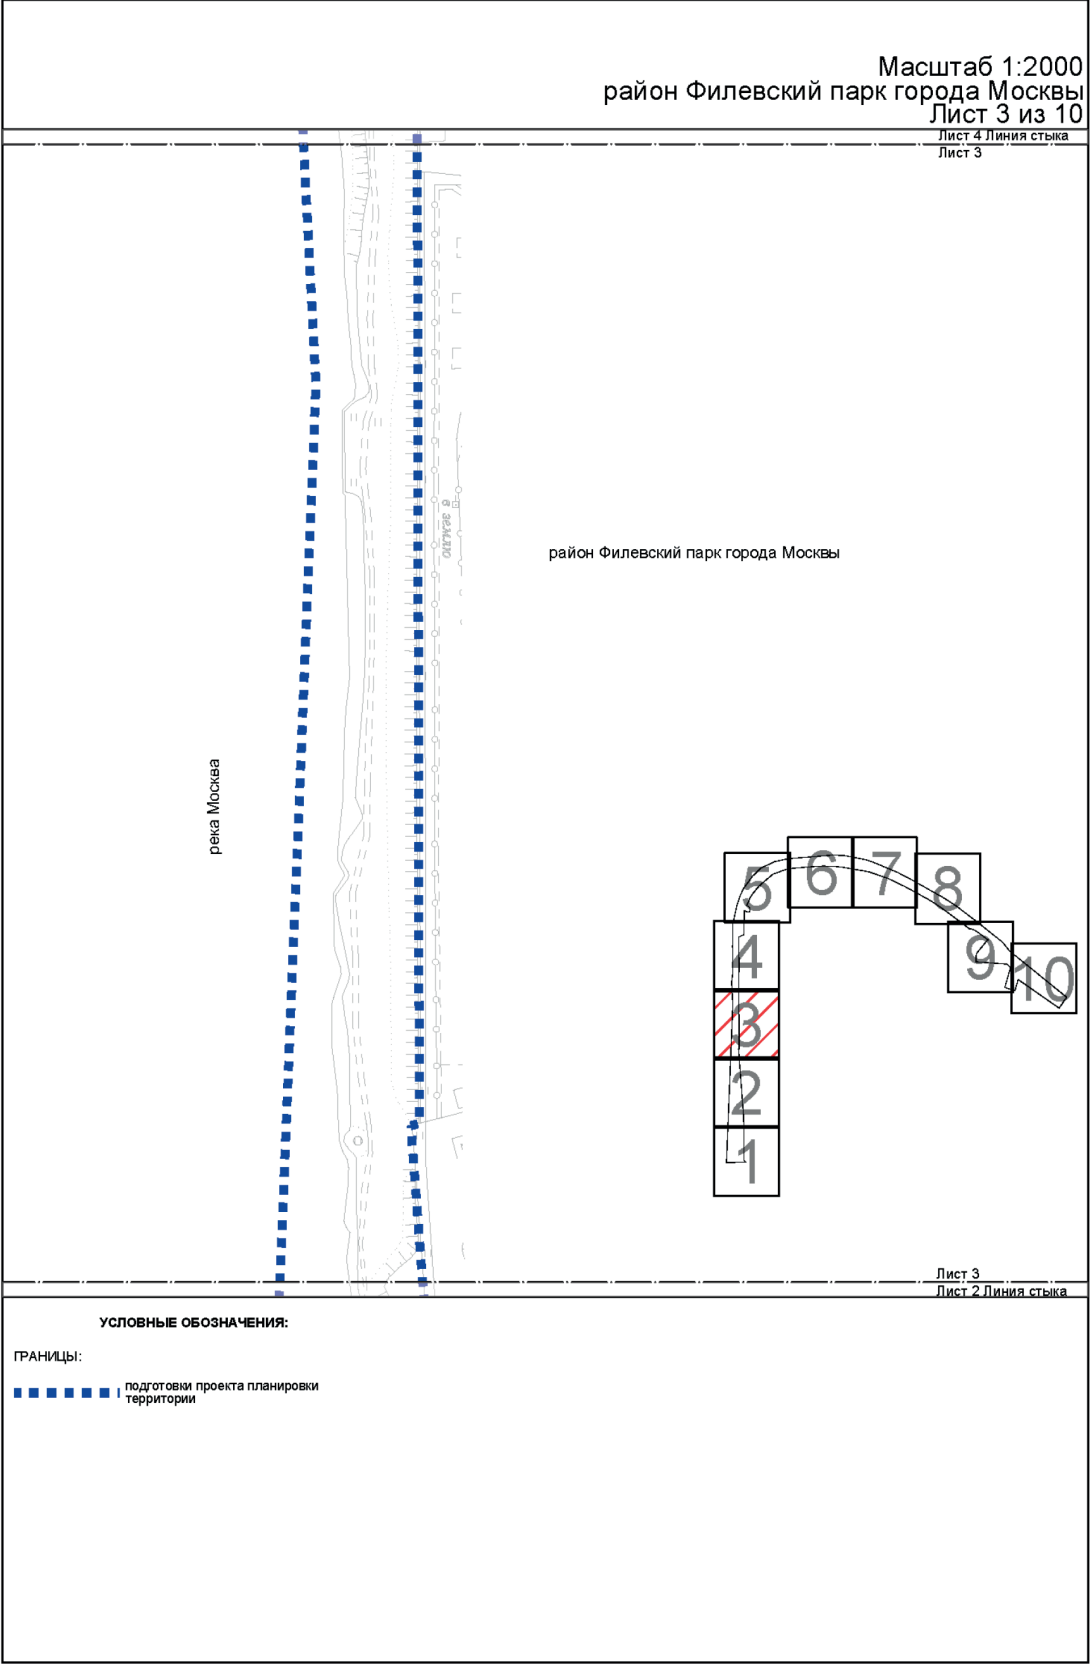 Масштаб 1:2000
район Филевский парк города Москвы
Лист 3 из 10
Лист 4 Линия стыка
Лист 3
в землю
район Филевский парк города Москвы
река Москва
5
6
7
8
4
9
10
3
2
1
Лист 3
Лист 2 Линия стыка
УСЛОВНЫЕ ОБОЗНАЧЕНИЯ:
ГРАНИЦЫ:
подготовки проекта планировки
территории